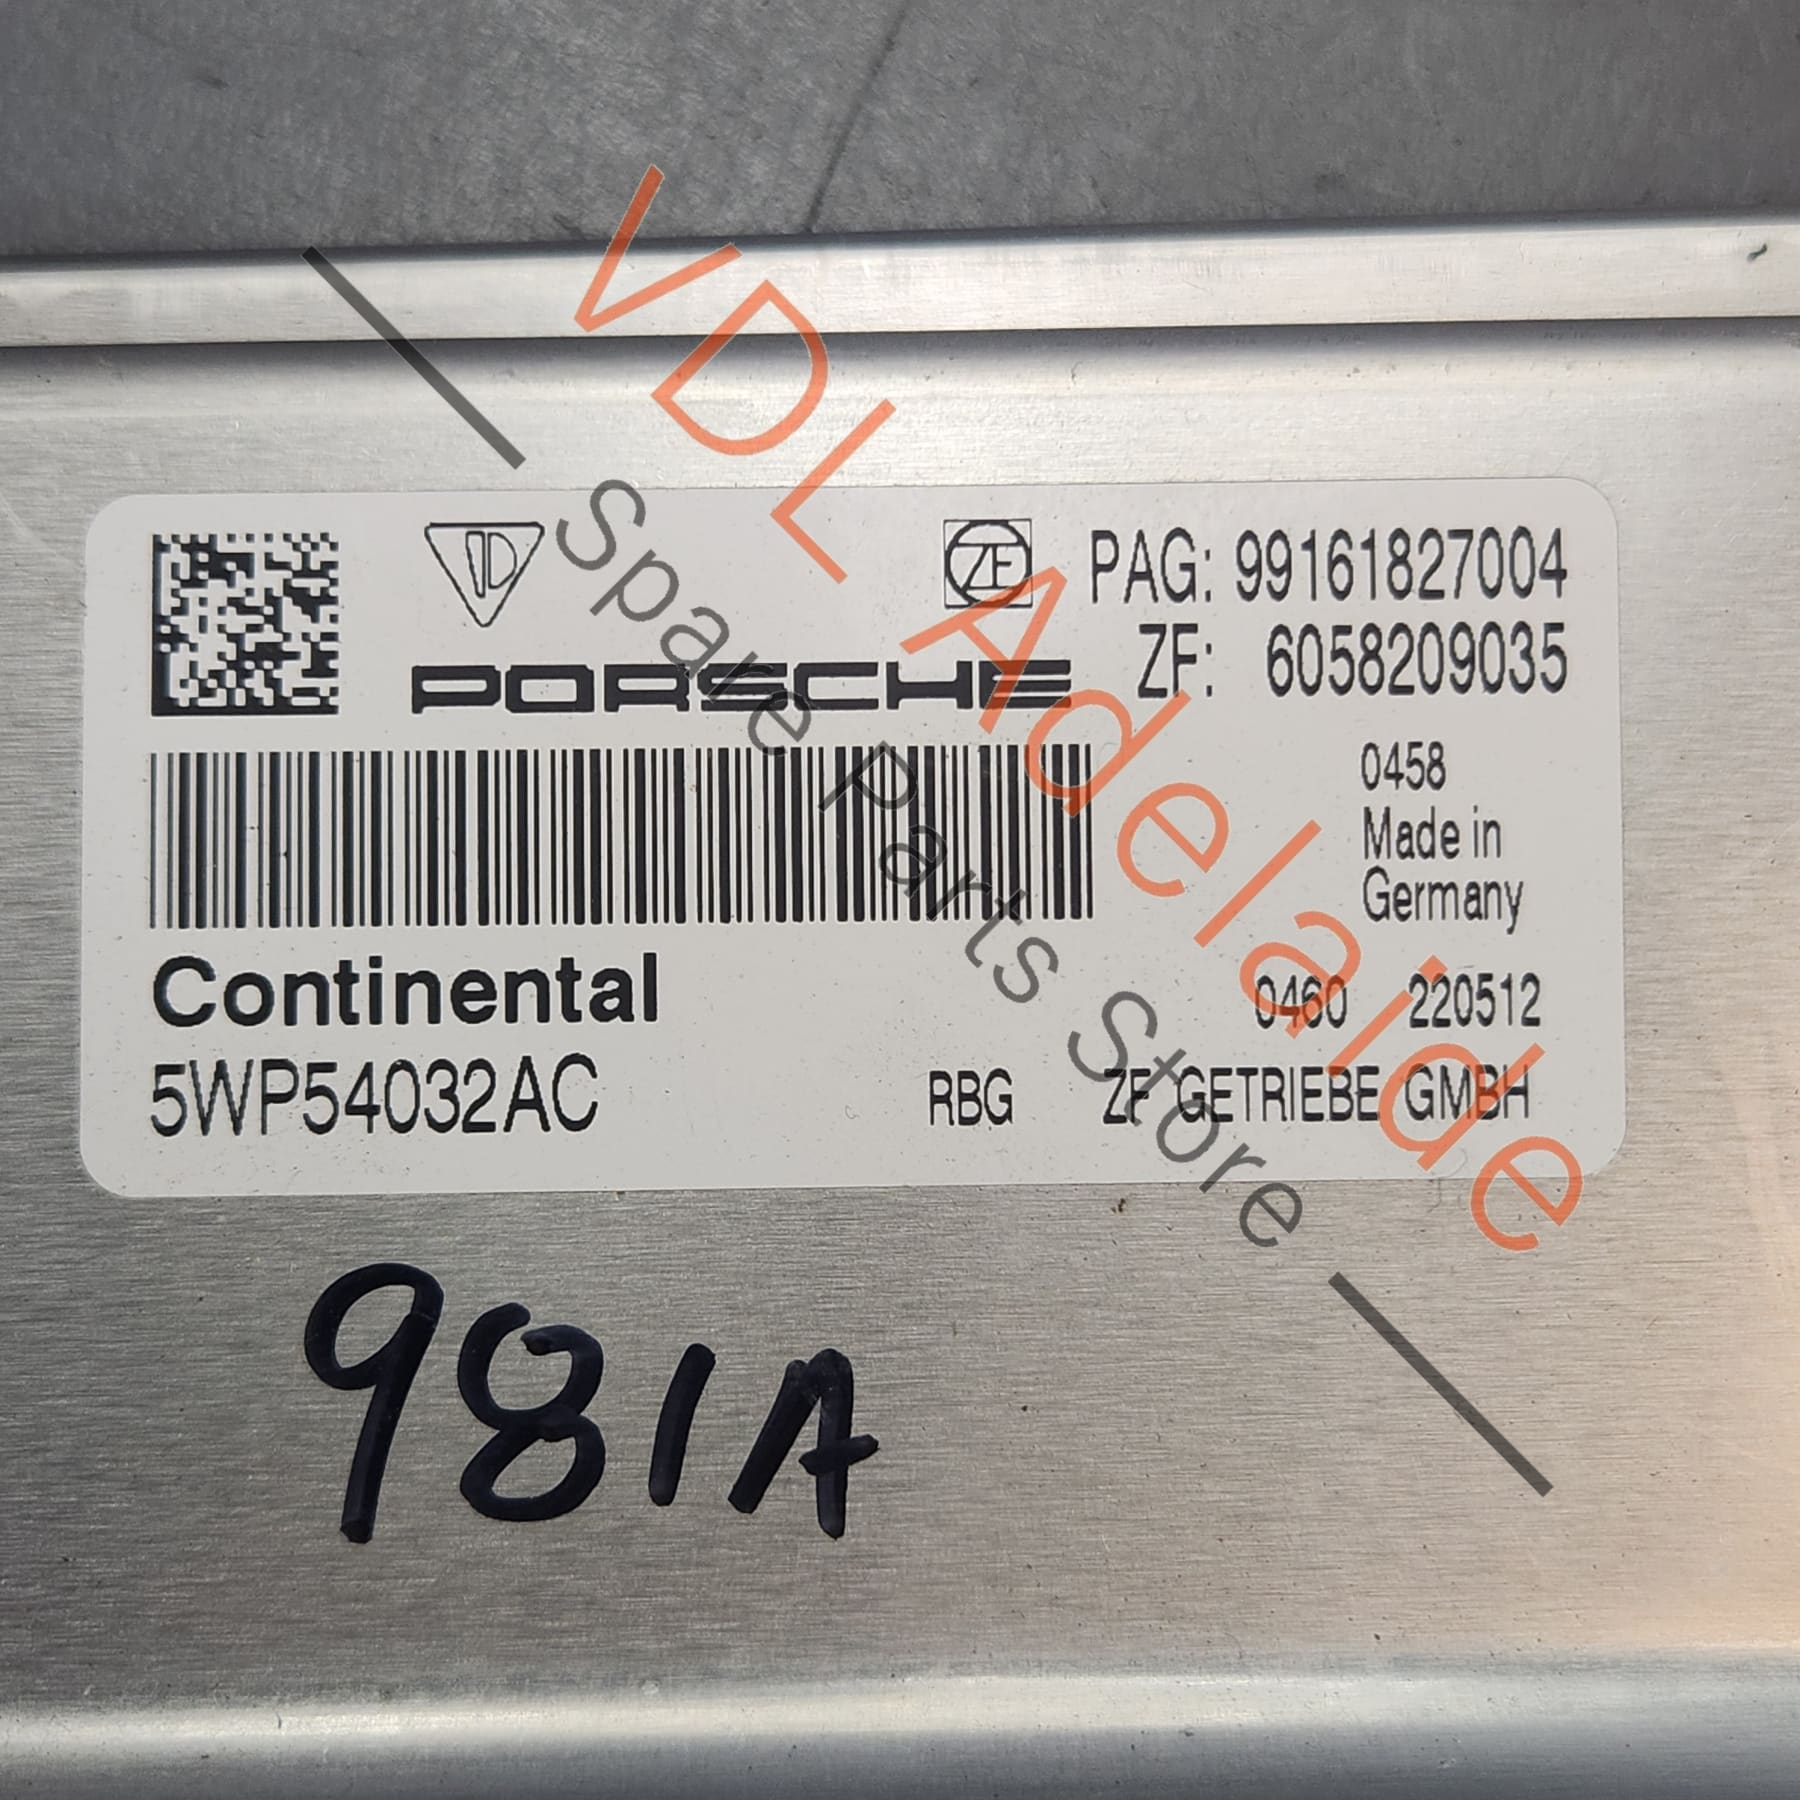 PAG: 99161827004
ZF: 6058209035
PORSCHE
0458
Made in
Germany
Continental
0460 220512
5WP54032AC
RBG ZF GETRIEBE GMBH
981A
VDL Adelaide
Spare Parts Store